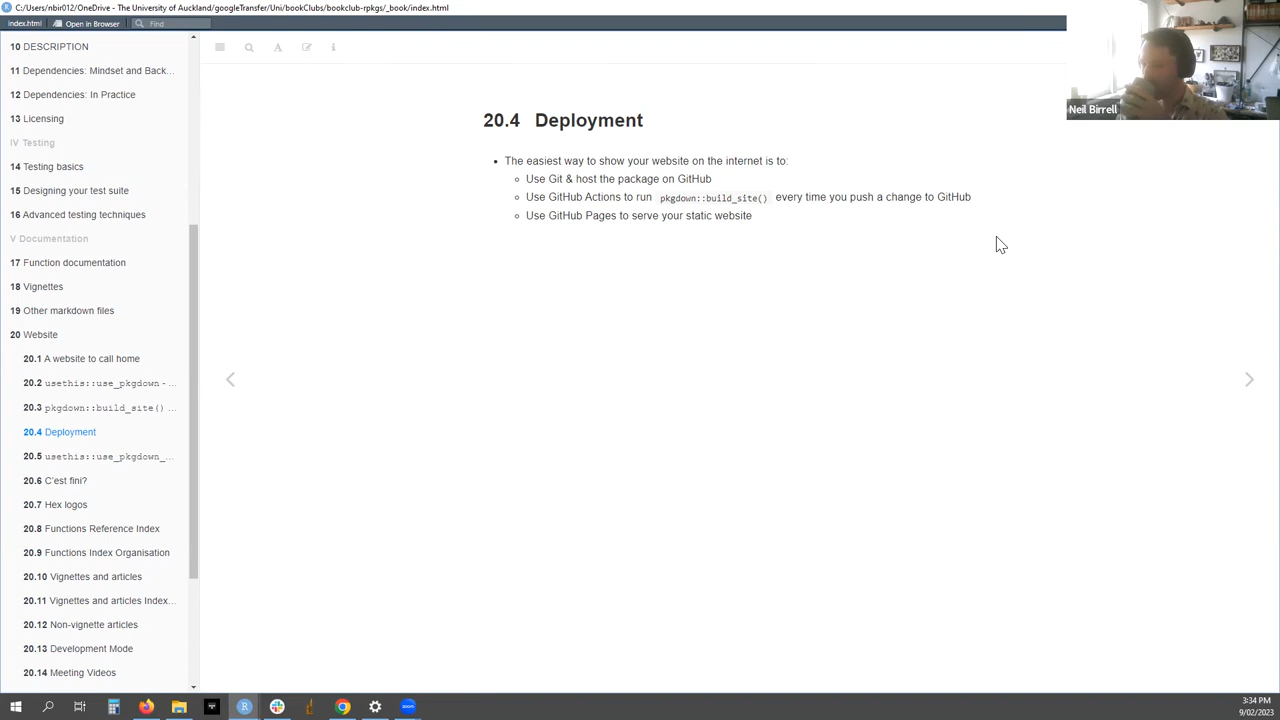 C:/Users/nbir012/OneDrive - The University of Auckland/googleTransfer/Uni/bookClubs/bookclub-rpkgs/_book/index.html
index.html
Open in Browser
Find
10 DESCRIPTION
11 Dependencies: Mindset and Back...
12 Dependencies: In Practice
13 Licensing
IV Testing
14 Testing basics
15 Designing your test suite
16 Advanced testing techniques
V Documentation
17 Function documentation
18 Vignettes
19 Other markdown files
20 Website
20.1 A website to call home
20.2 usethis::use_pkgdown - ...
20.3 pkgdown::build_site() ...
20.4 Deployment
20.5 usethis::use_pkgdown_...
20.6 C'est fini?
20.7 Hex logos
20.8 Functions Reference Index
20.9 Functions Index Organisation
20.10 Vignettes and articles
20.11 Vignettes and articles Index...
20.12 Non-vignette articles
20.13 Development Mode
20.14 Meeting Videos
20.4 Deployment
• The easiest way to show your website on the internet is to:
◦ Use Git & host the package on GitHub
◦ Use GitHub Actions to run pkgdown::build_site() every time you push a change to GitHub
◦ Use GitHub Pages to serve your static website
Neil Birrell
3:34 PM
9/02/2023